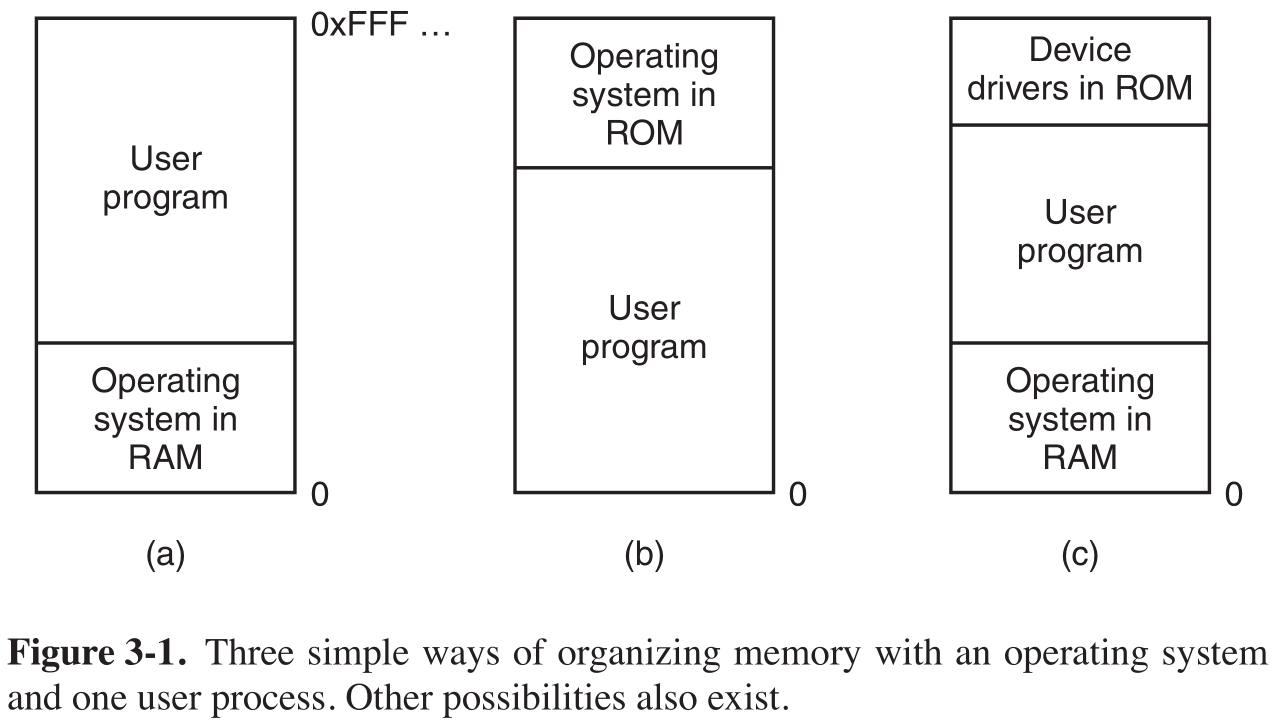 0xFFF …
User
program
Operating
system in
RAM
0
(a)
Operating
system in
ROM
User
program
0
(b)
Device
drivers in ROM
User
program
Operating
system in
RAM
0
(c)
Figure 3-1. Three simple ways of organizing memory with an operating system
and one user process. Other possibilities also exist.